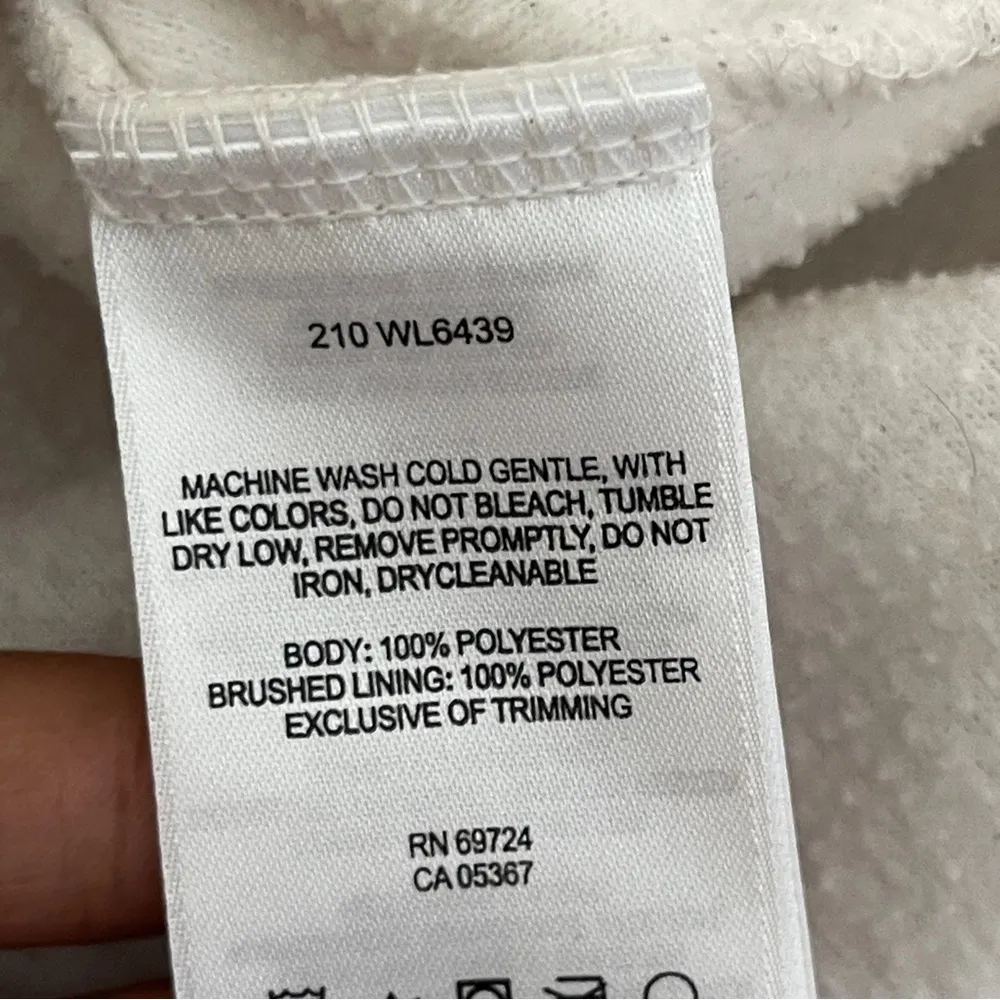 210 WL6439
MACHINE WASH COLD GENTLE, WITH
LIKE COLORS, DO NOT BLEACH, TUMBLE
DRY LOW, REMOVE PROMPTLY, DO NOT
IRON, DRYCLEANABLE
BODY: 100% POLYESTER
BRUSHED LINING: 100% POLYESTER
EXCLUSIVE OF TRIMMING
RN 69724
CA 05367